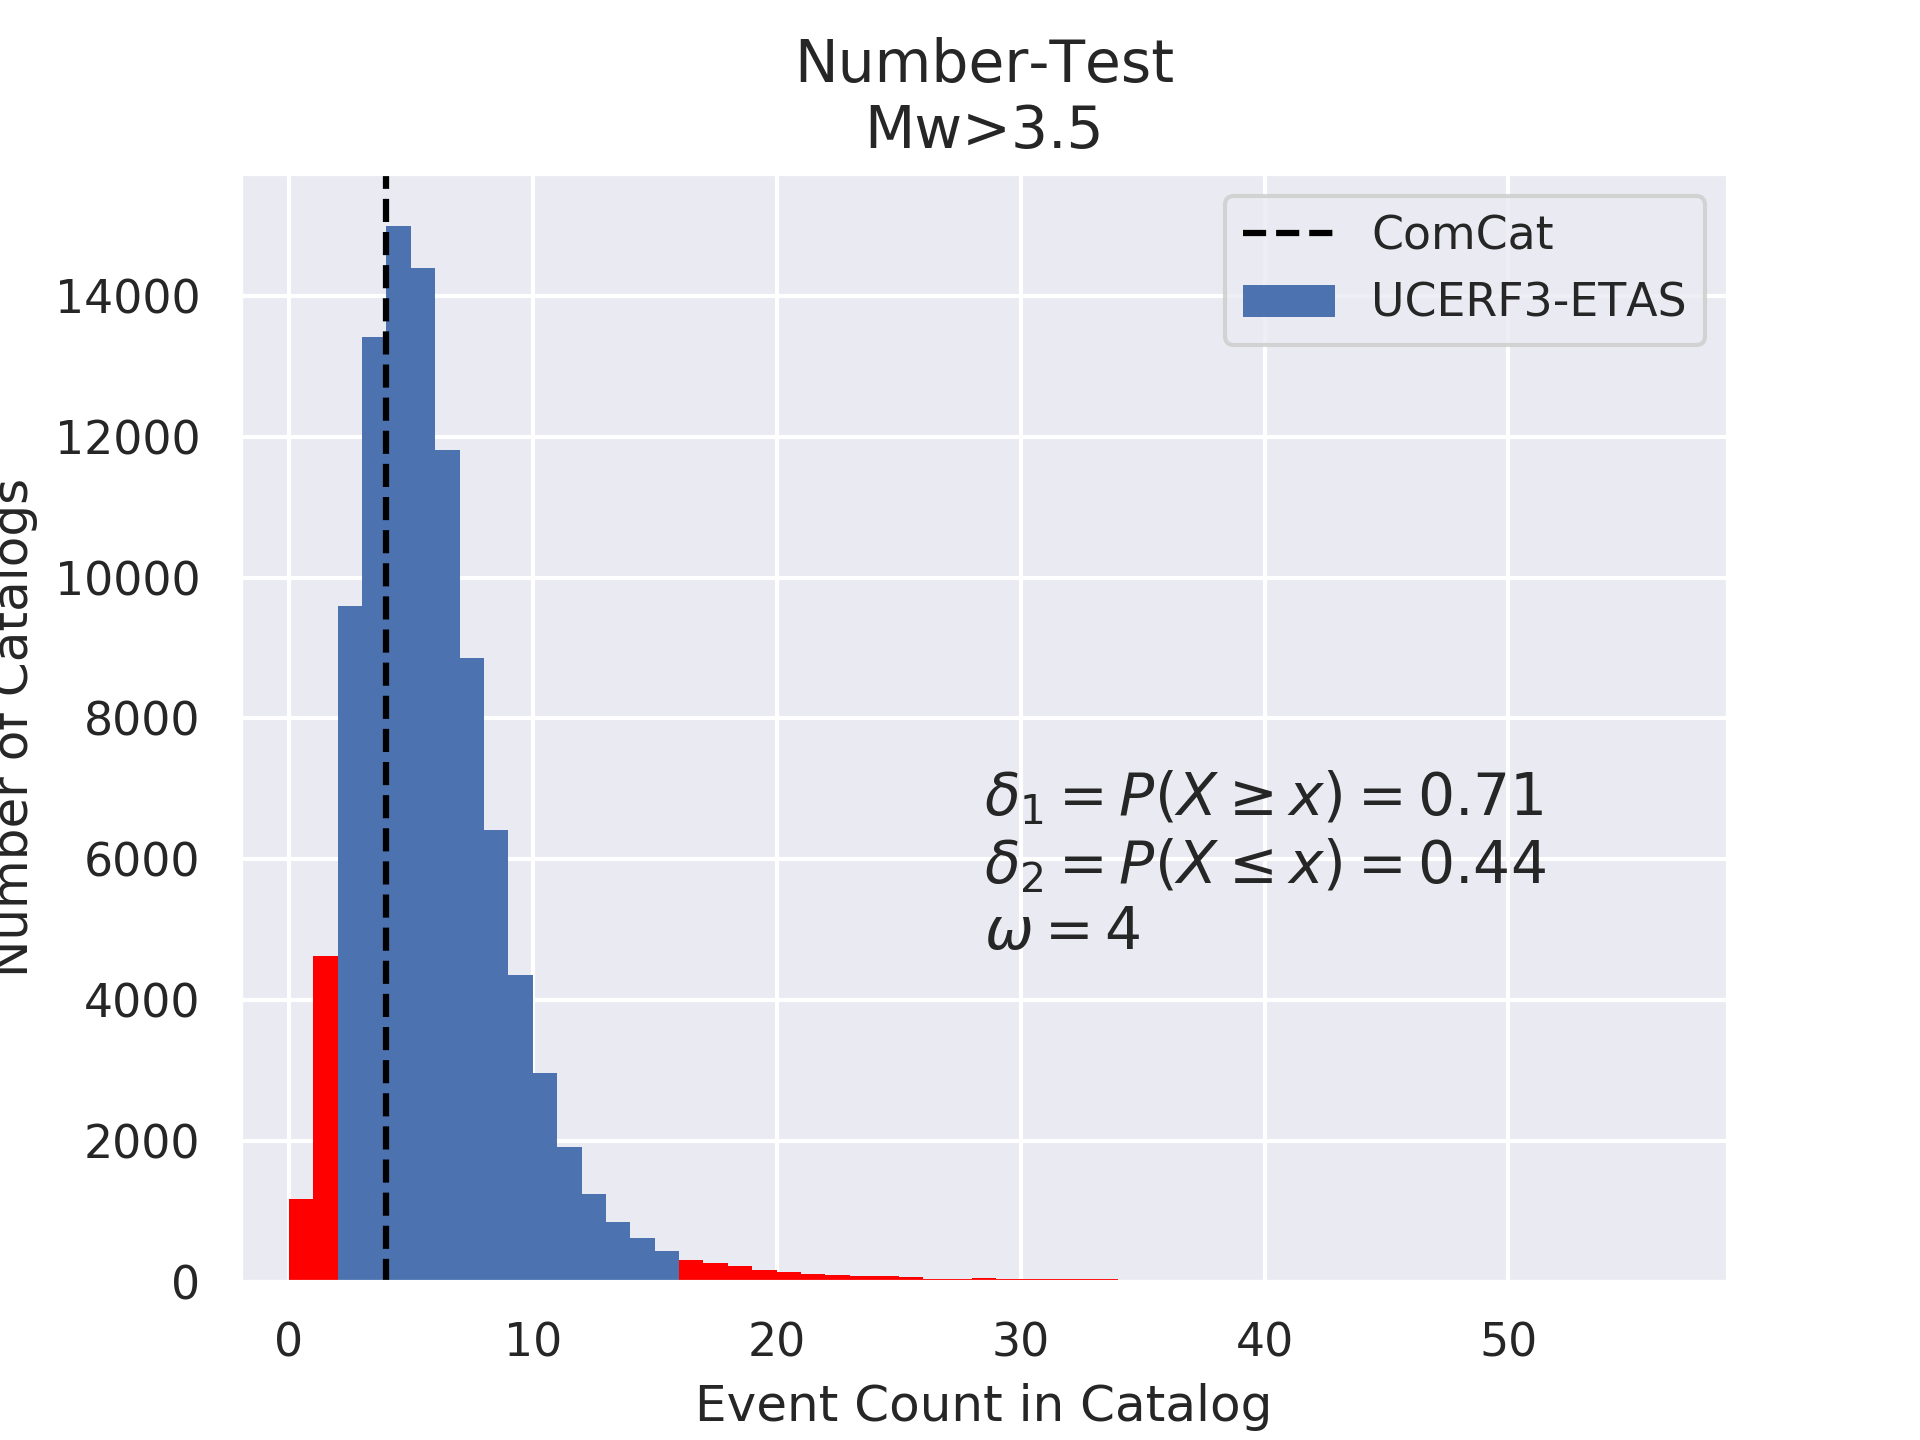 Number-Test
Mw>3.5
ComCat
UCERF3-ETAS
14000
12000
10000
8000
6000
4000
2000
0
Number of Catalogs
δ₁ = P(X ≥ x) = 0.71
δ₂ = P(X ≤ x) = 0.44
ω = 4
0 10 20 30 40 50
Event Count in Catalog